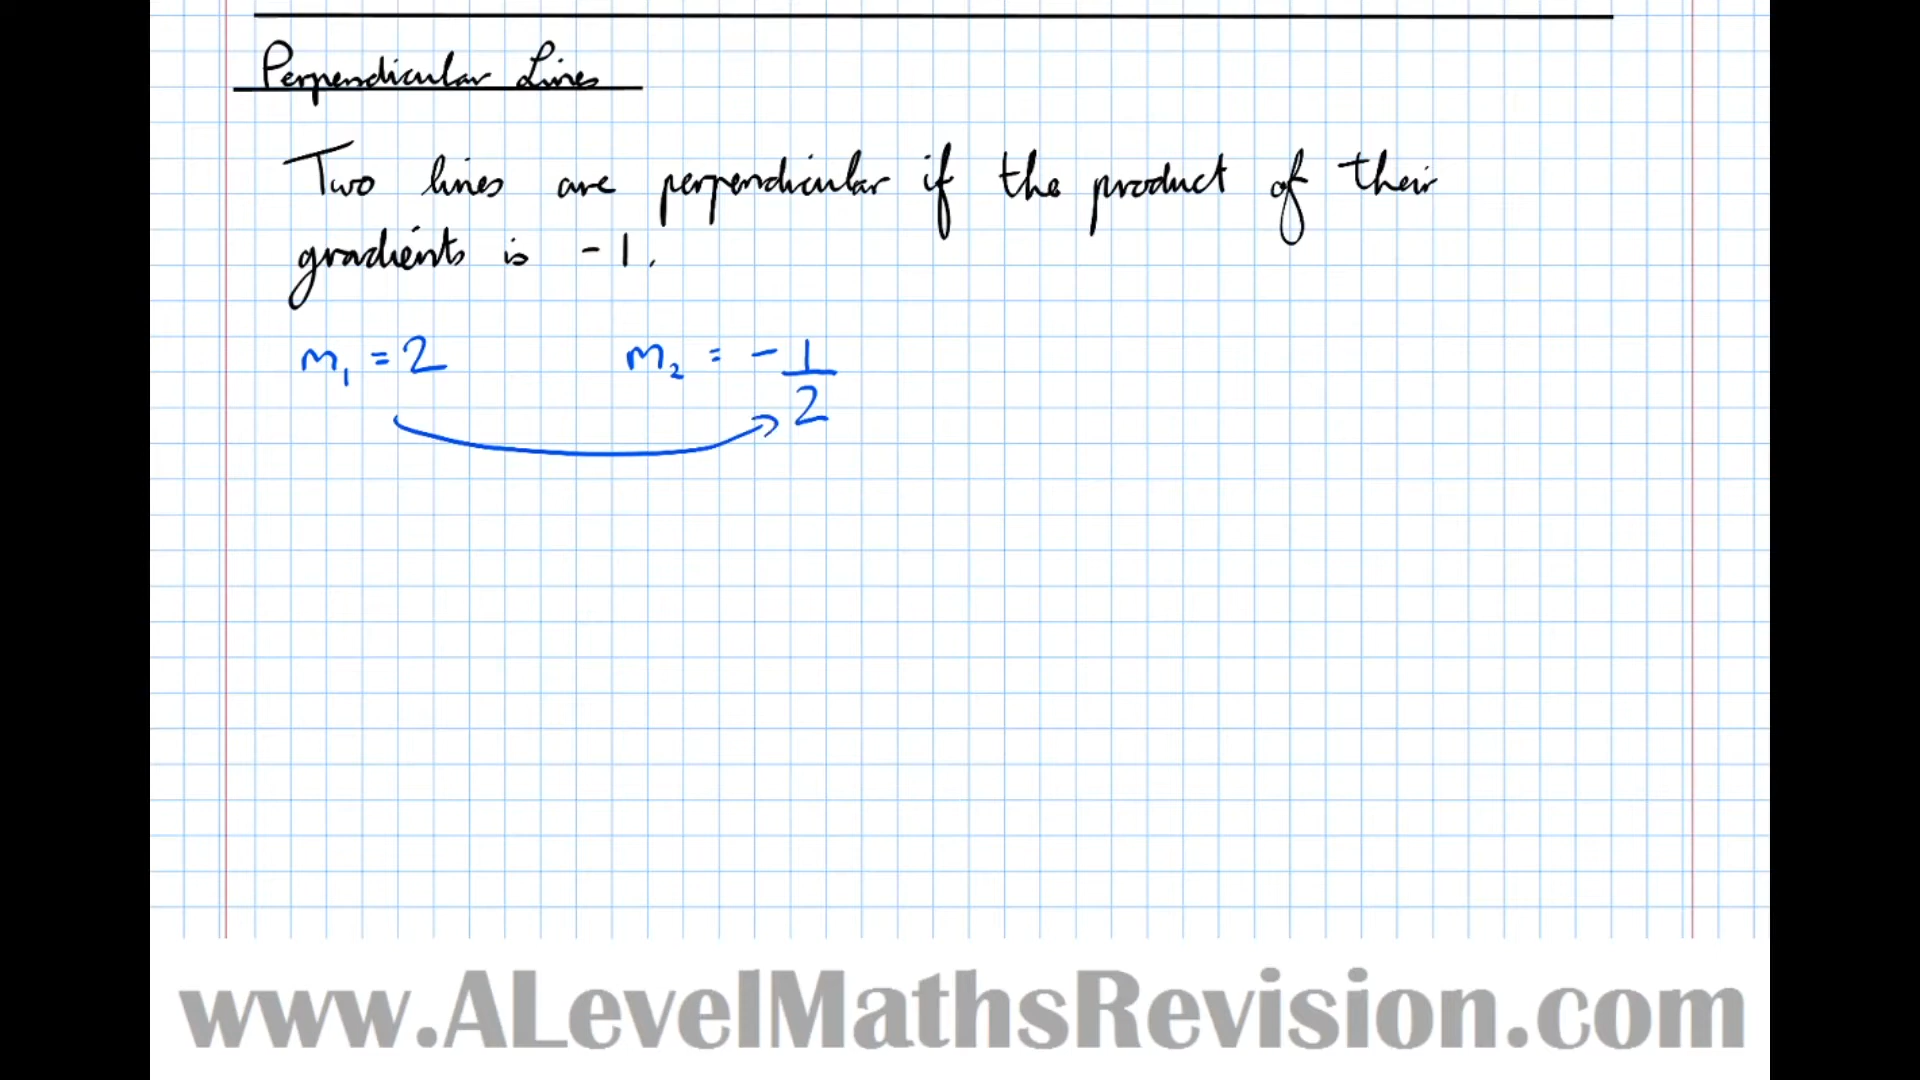 Perpendicular Lines
Two lines are perpendicular if the product of their
gradients is -1.
m₁ = 2 m₂ = -1/2
www.ALevelMathsRevision.com